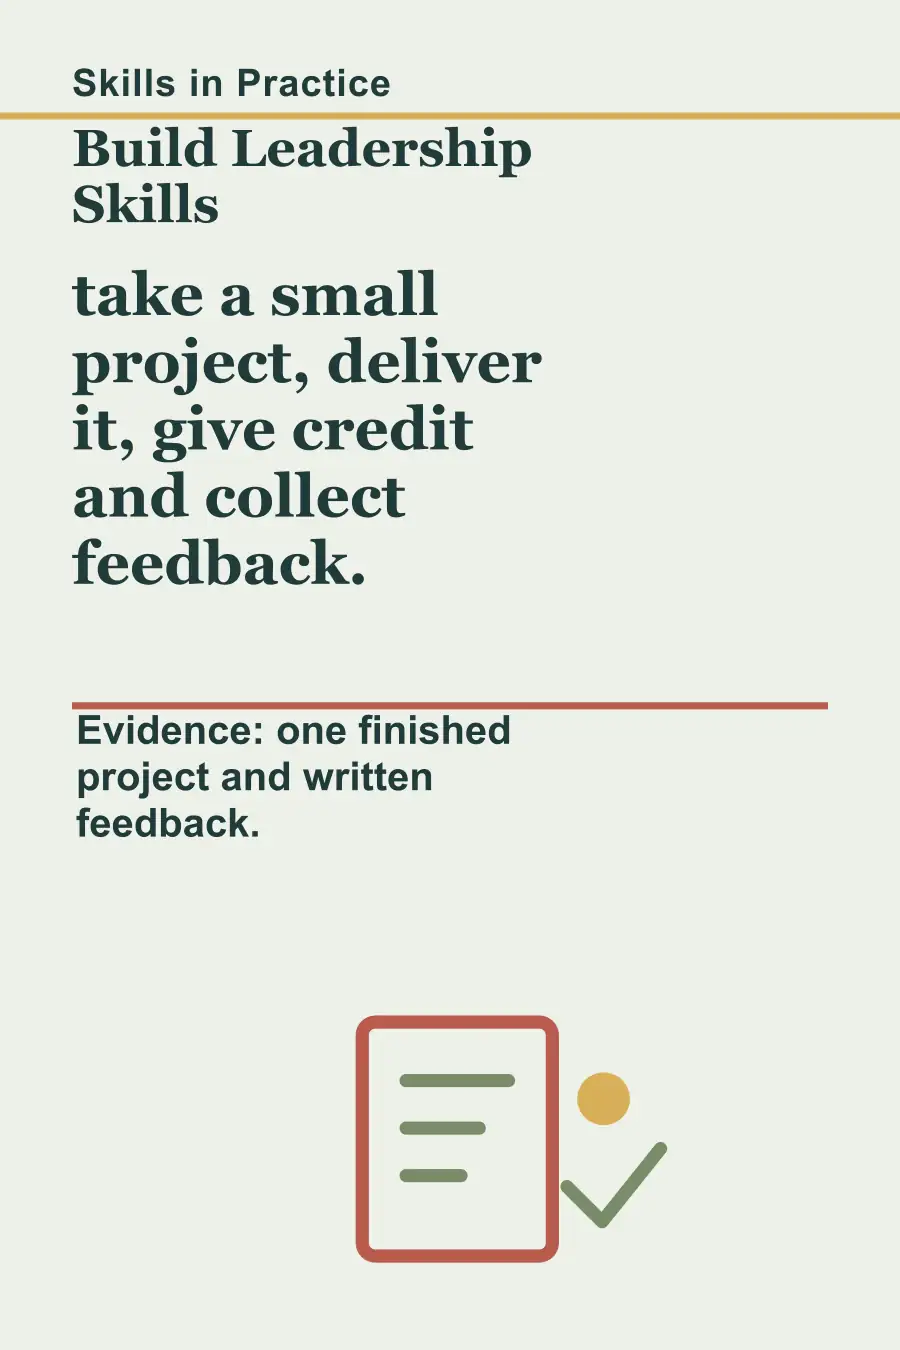 Skills in Practice
Build Leadership
Skills
take a small
project, deliver
it, give credit
and collect
feedback.
Evidence: one finished
project and written
feedback.